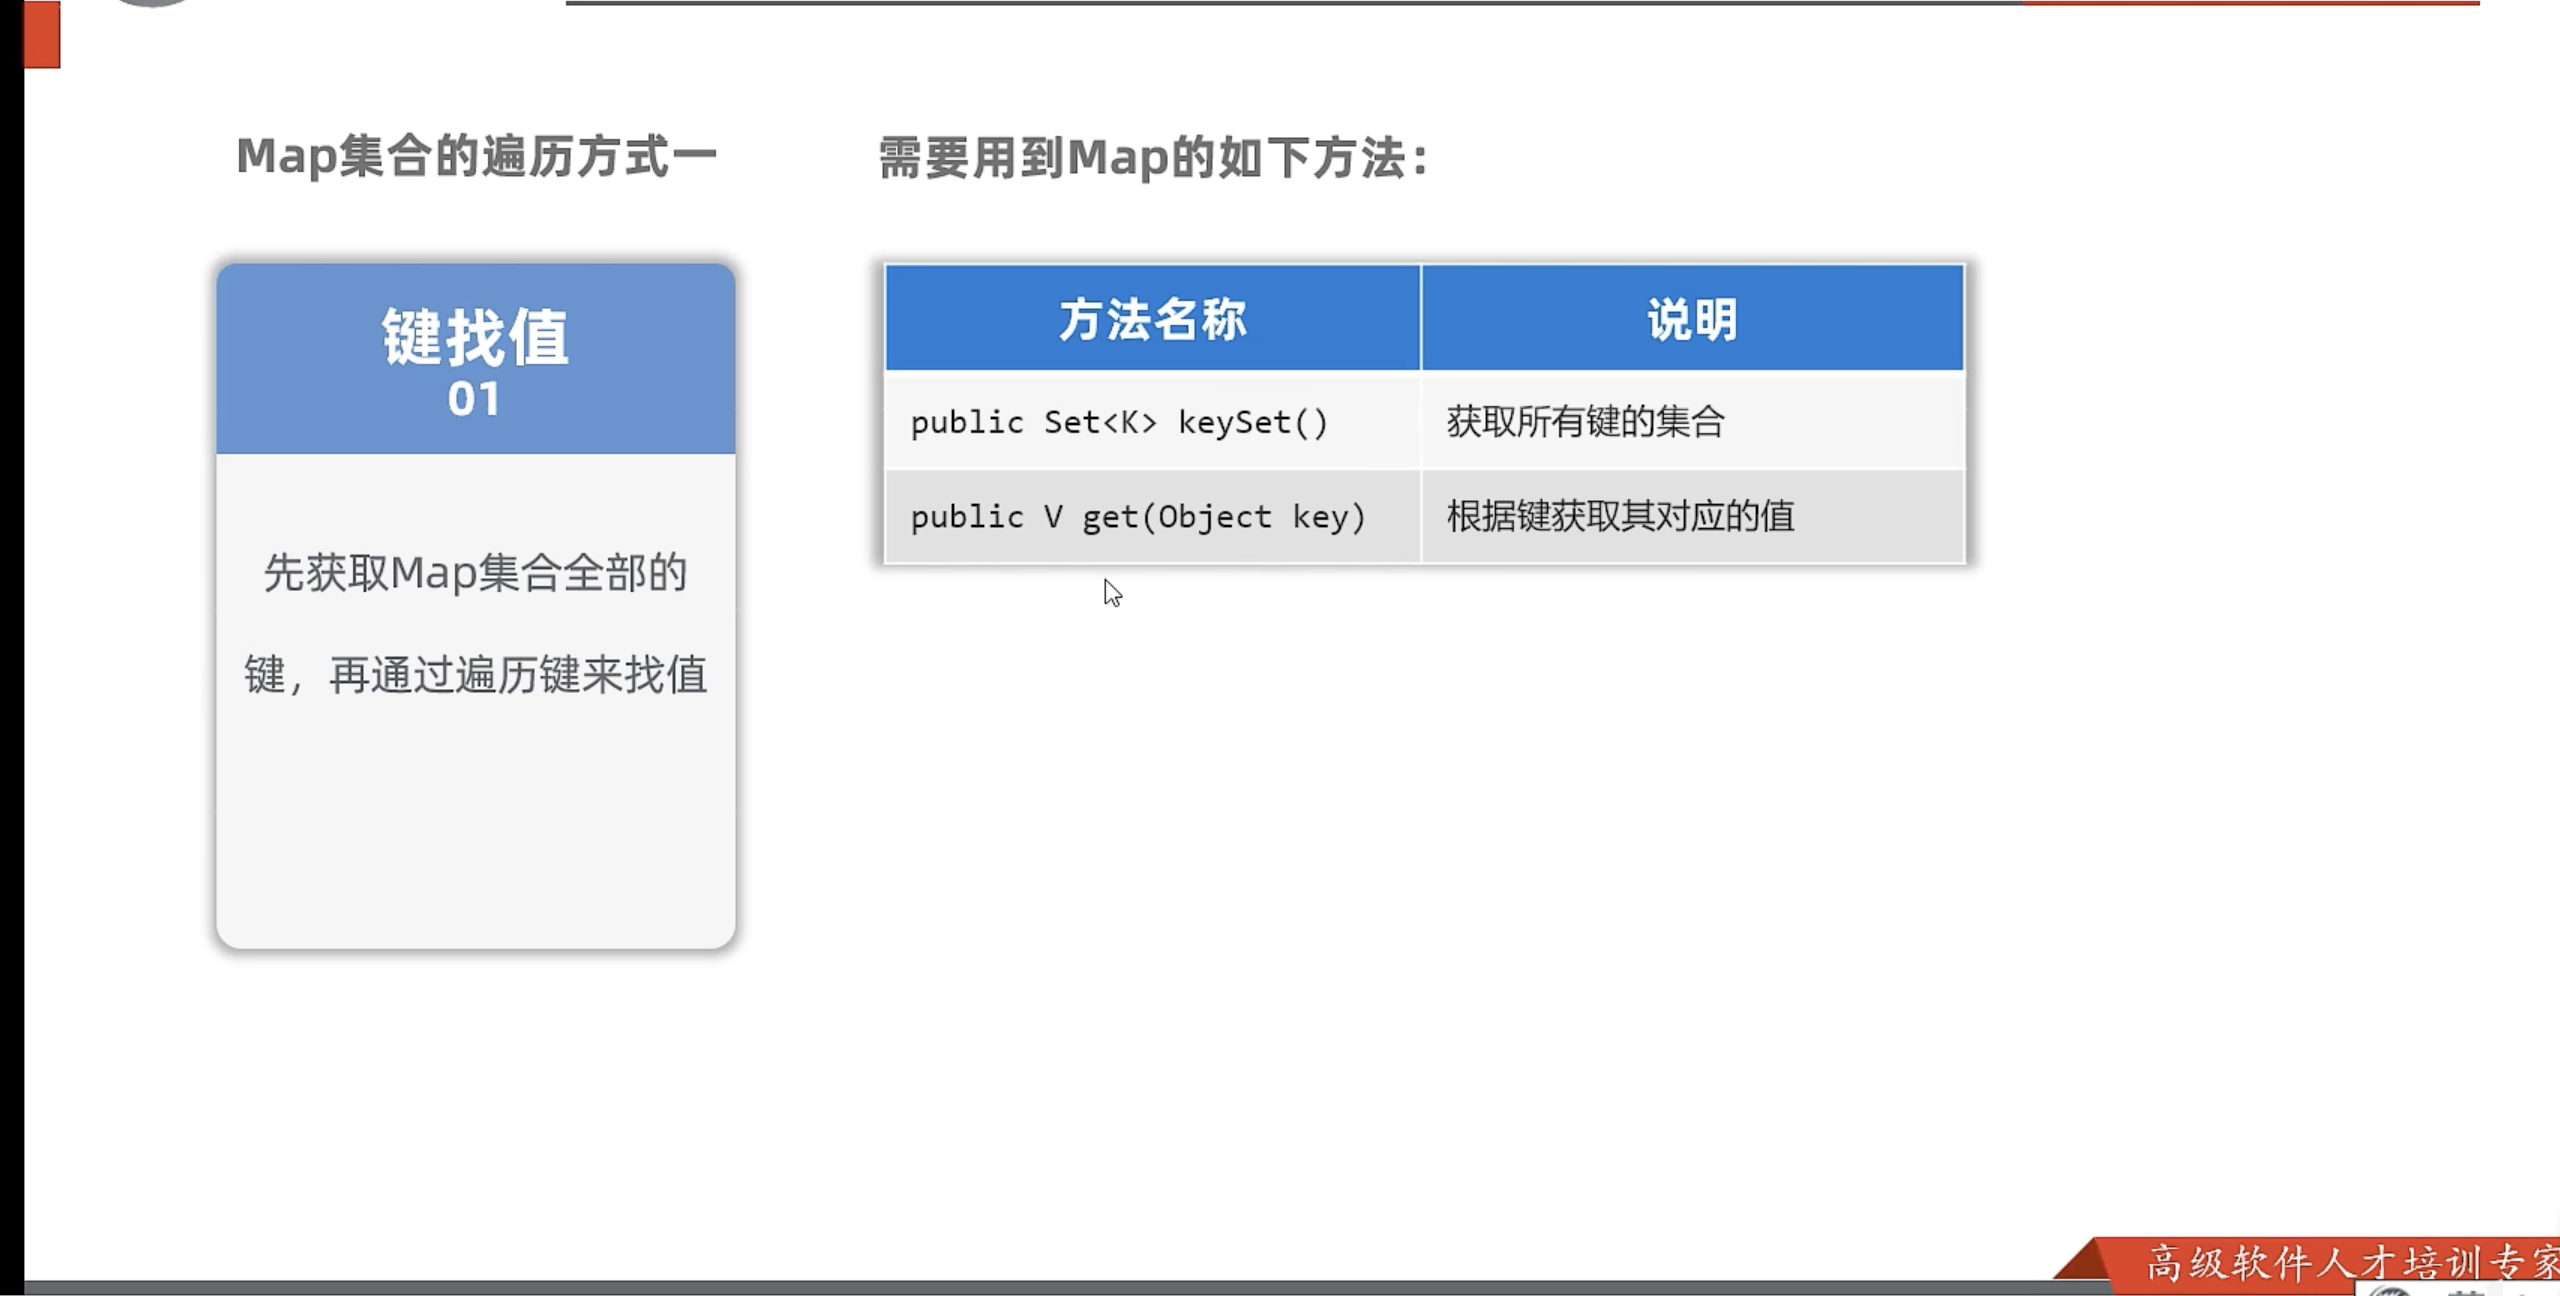 Map集合的遍历方式一
需要用到Map的如下方法：
键找值
01
先获取Map集合全部的
键，再通过遍历键来找值
方法名称 说明
public Set<K> keySet() 获取所有键的集合
public V get(Object key) 根据键获取其对应的值
高级软件人才培训专家